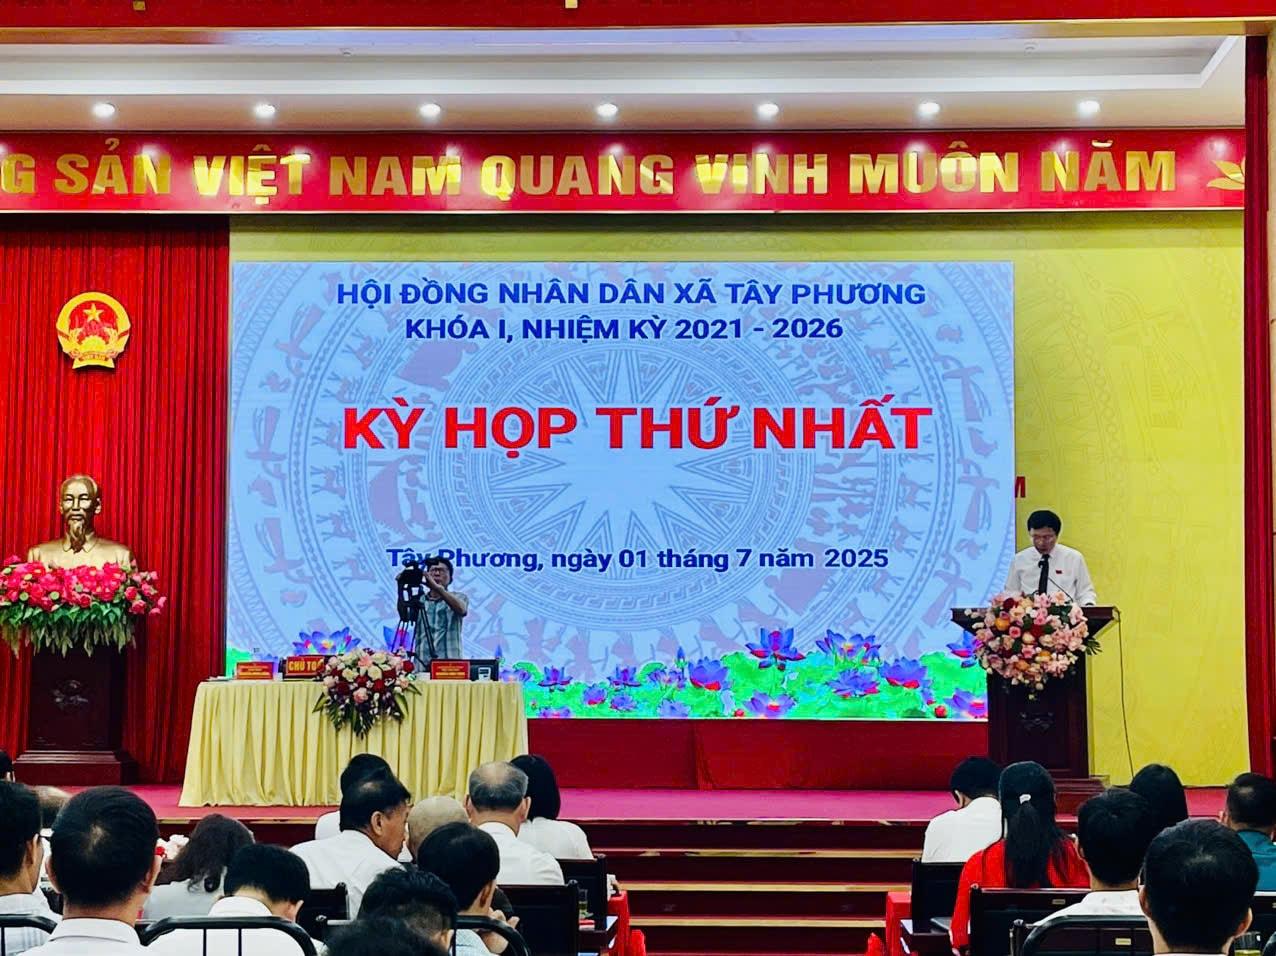 G SẢN VIỆT NAM QUANG VINH MUÔN NĂM
HỘI ĐỒNG NHÂN DÂN XÃ TÂY PHƯƠNG
KHÓA I, NHIỆM KỲ 2021 - 2026
KỲ HỌP THỨ NHẤT
Tây Phương, ngày 01 tháng 7 năm 2025
M
CHỦ TỌ